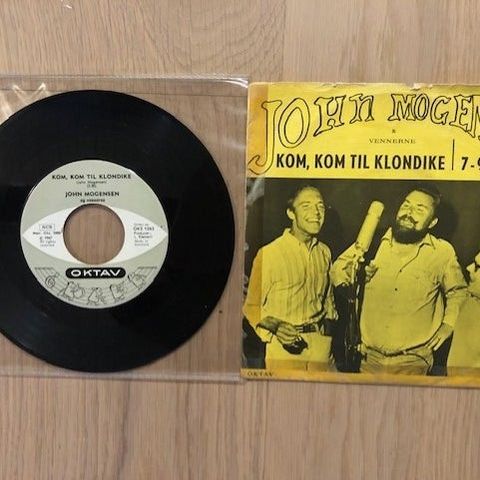 KOM, KOM TIL KLONDIKE
(John Mogensen)
JOHN MOGENSEN
og vennerne
NCB
OKTAV
JOHN MOGEN
&
VENNERNE
KOM, KOM TIL KLONDIKE 7-9
OKTAV